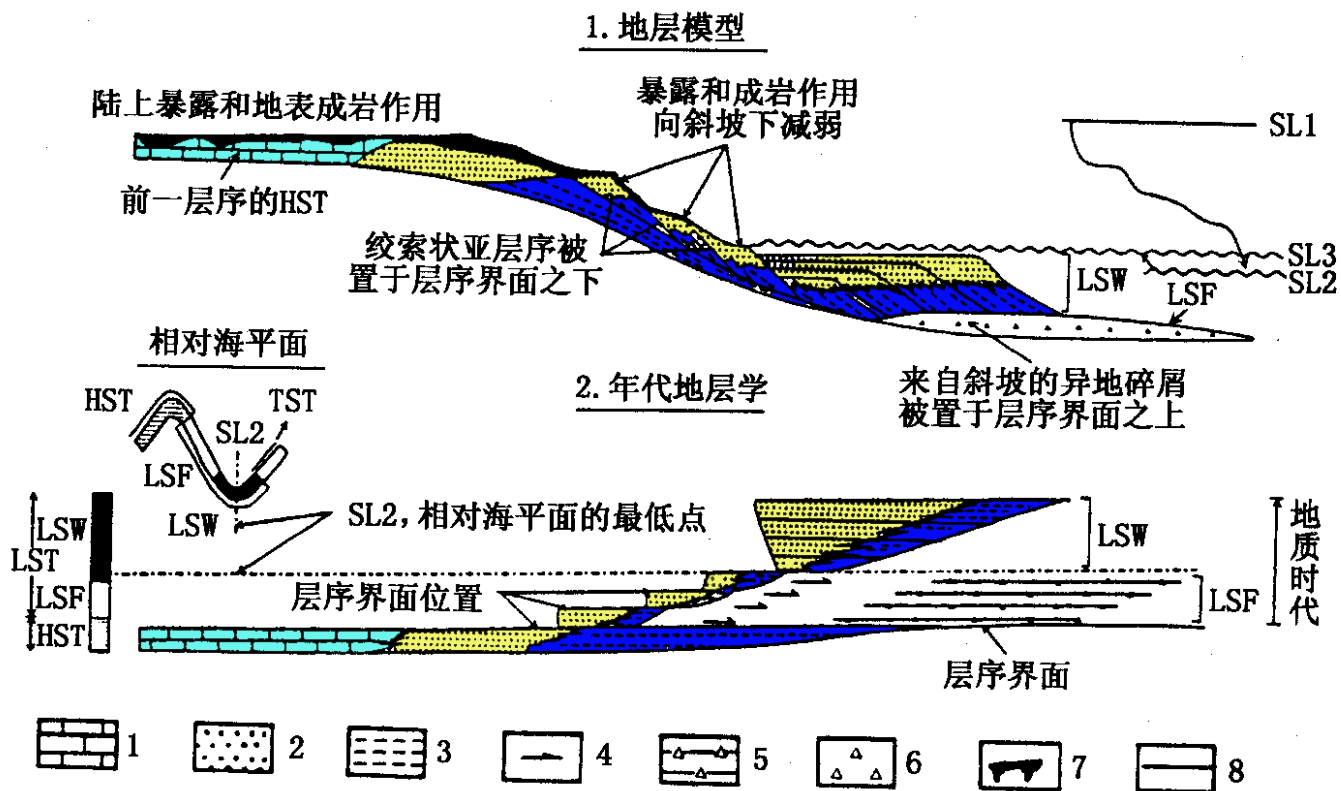 1. 地层模型
陆上暴露和地表成岩作用
暴露和成岩作用
向斜坡下减弱
SL1
前一层序的HST
绞索状亚层序被
置于层序界面之下
SL3
SL2
LSW
LSF
相对海平面
来自斜坡的异地碎屑
被置于层序界面之上
2. 年代地层学
HST
TST
SL2
LSF
LSW
SL2, 相对海平面的最低点
LSW
LST
LSF
HST
层序界面位置
LSW
LSF
地质时代
层序界面
1
2
3
4
5
6
7
8